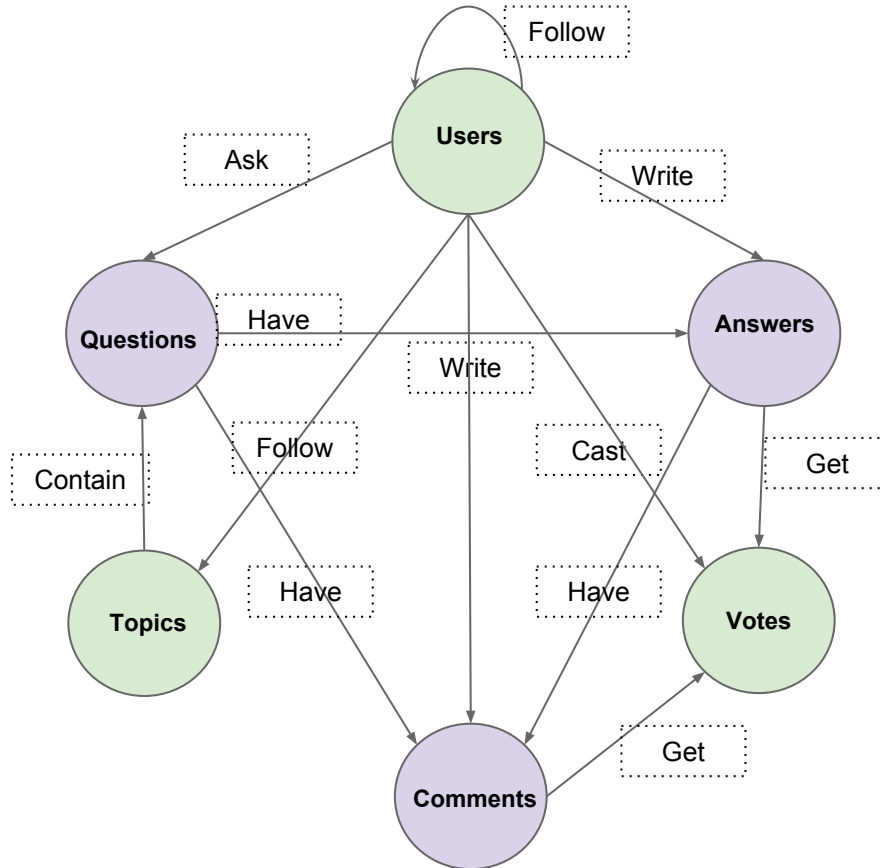 Follow
Users
Ask
Write
Questions
Have
Answers
Write
Follow
Cast
Contain
Get
Topics
Have
Have
Votes
Get
Comments